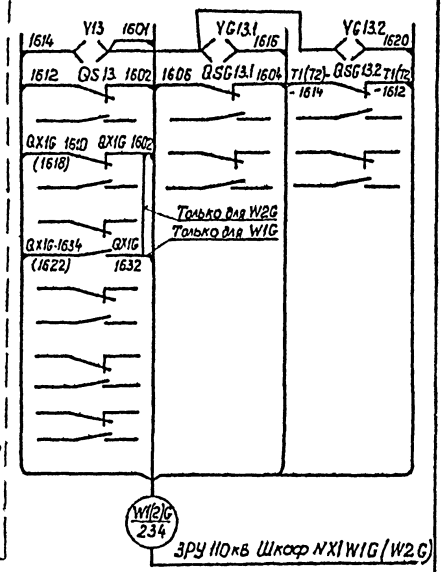 1614 Y13 1601 YG13.1 1616 YG13.2 1620
1612 QS13. 1602 1606 QSG13.1 1604 T1(T2)- QSG13.2 T1(T2
-1614 -1612
QX1G 1610 QX1G 1602
(1618)
Только для W2G
Только для W1G
QX1G-1634 QX1G
(1622) 1632
W1(2)G
234
ЗРУ 110кв Шкаф NX1W1G(W2G)